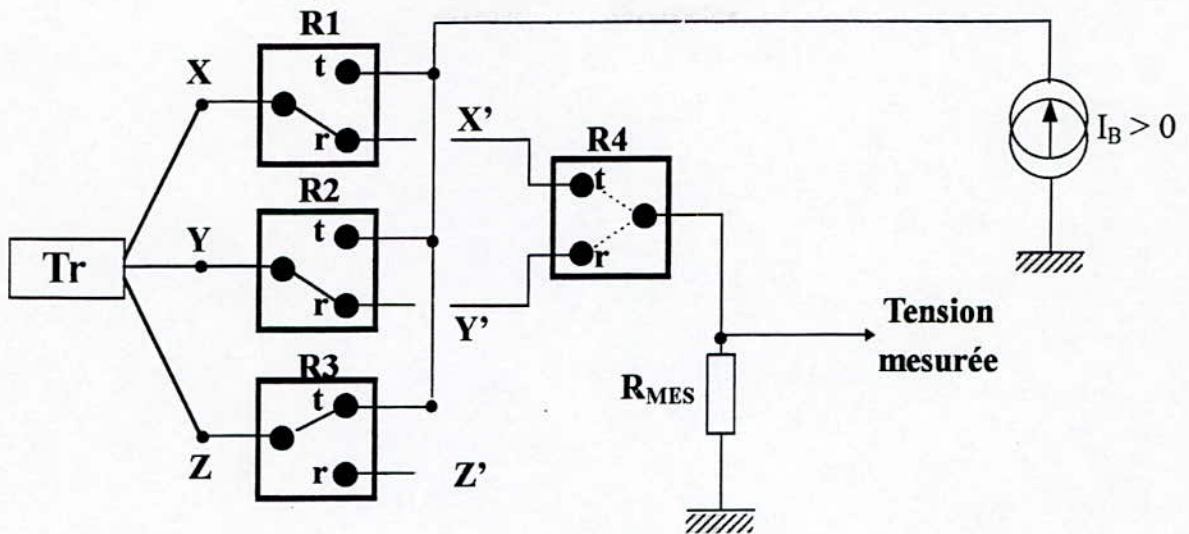 R1
t
X
r
X'
R4
t
r
I_B > 0
R2
t
Y
r
Y'
Tr
Tension
mesurée
R3
t
R_MES
Z
r
Z'